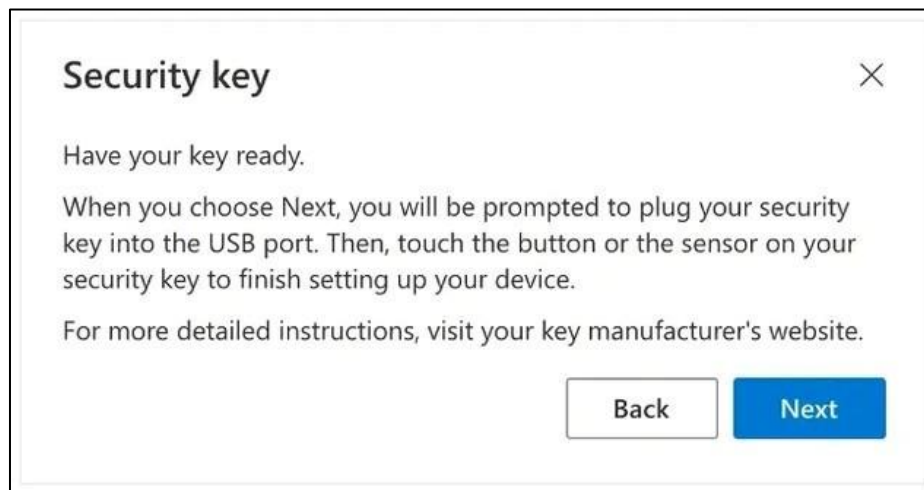 Security key
Have your key ready.
When you choose Next, you will be prompted to plug your security
key into the USB port. Then, touch the button or the sensor on your
security key to finish setting up your device.
For more detailed instructions, visit your key manufacturer's website.
Back Next